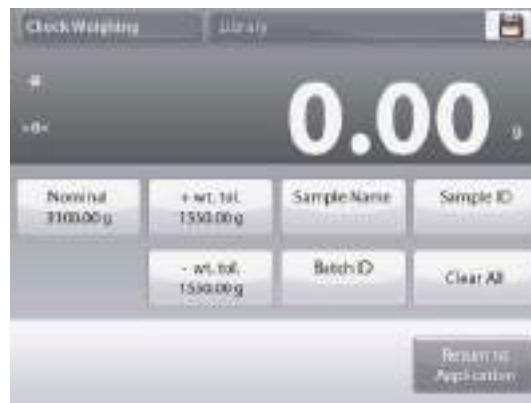 Check Weighing
Library
*
>0<
0.00 g
Nominal
3100.00 g
+ wt. tol.
1550.00 g
Sample Name
Sample ID
- wt. tol.
1550.00 g
Batch ID
Clear All
Return to
Application